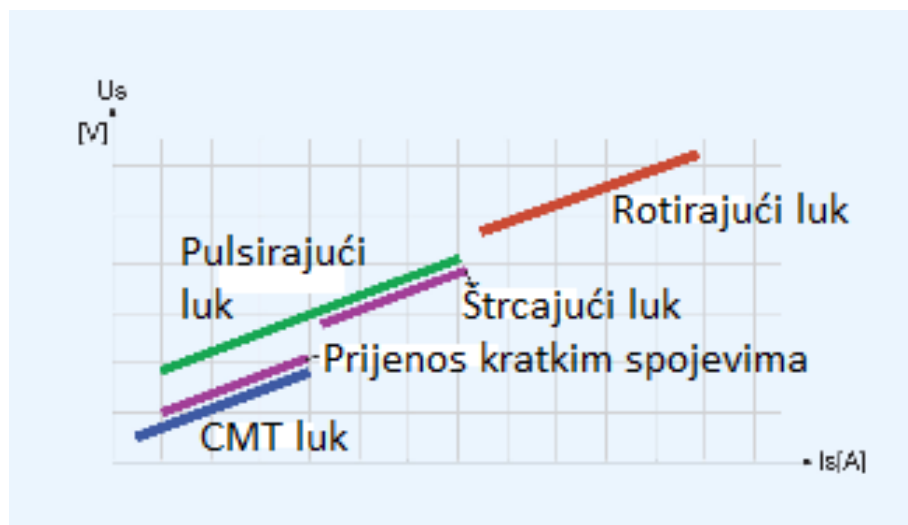 Us
[V]
Rotirajući luk
Pulsirajući
luk
Štrcajući luk
Prijenos kratkim spojevima
CMT luk
Is[A]